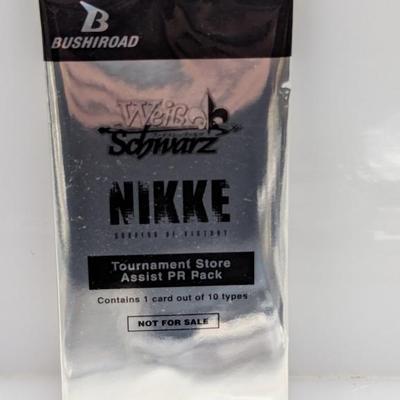 B
BUSHIROAD
Weiß
Schwarz
NIKKE
GODDESS OF VICTORY
Tournament Store
Assist PR Pack
Contains 1 card out of 10 types
NOT FOR SALE